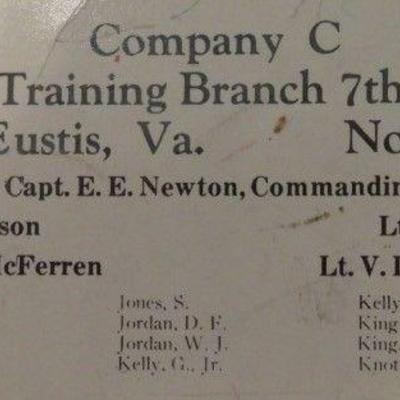 Company C
Training Branch 7th
Eustis, Va. No
Capt. E. E. Newton, Commandin
son Lt
McFerren Lt. V. I
Jones, S. Kelly
Jordan, D. F. King
Jordan, W. J. King,
Kelly, G., Jr. Knot